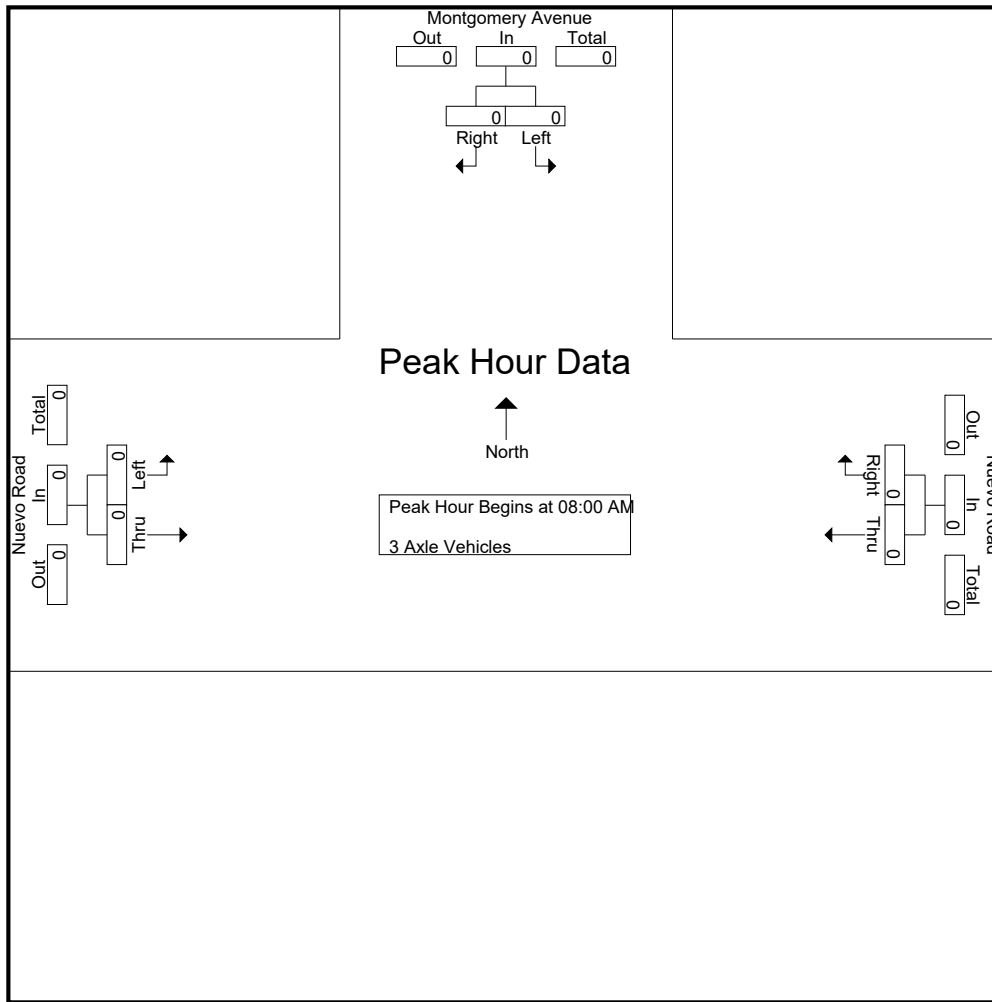 Montgomery Avenue
Out In Total
0 0 0
0 0
Right Left
Peak Hour Data
North
Peak Hour Begins at 08:00 AM
3 Axle Vehicles
Nuevo Road
Out In Total
0 0 0
0 0
Thru Left
Nuevo Road
Out In Total
0 0 0
0 0
Right Thru